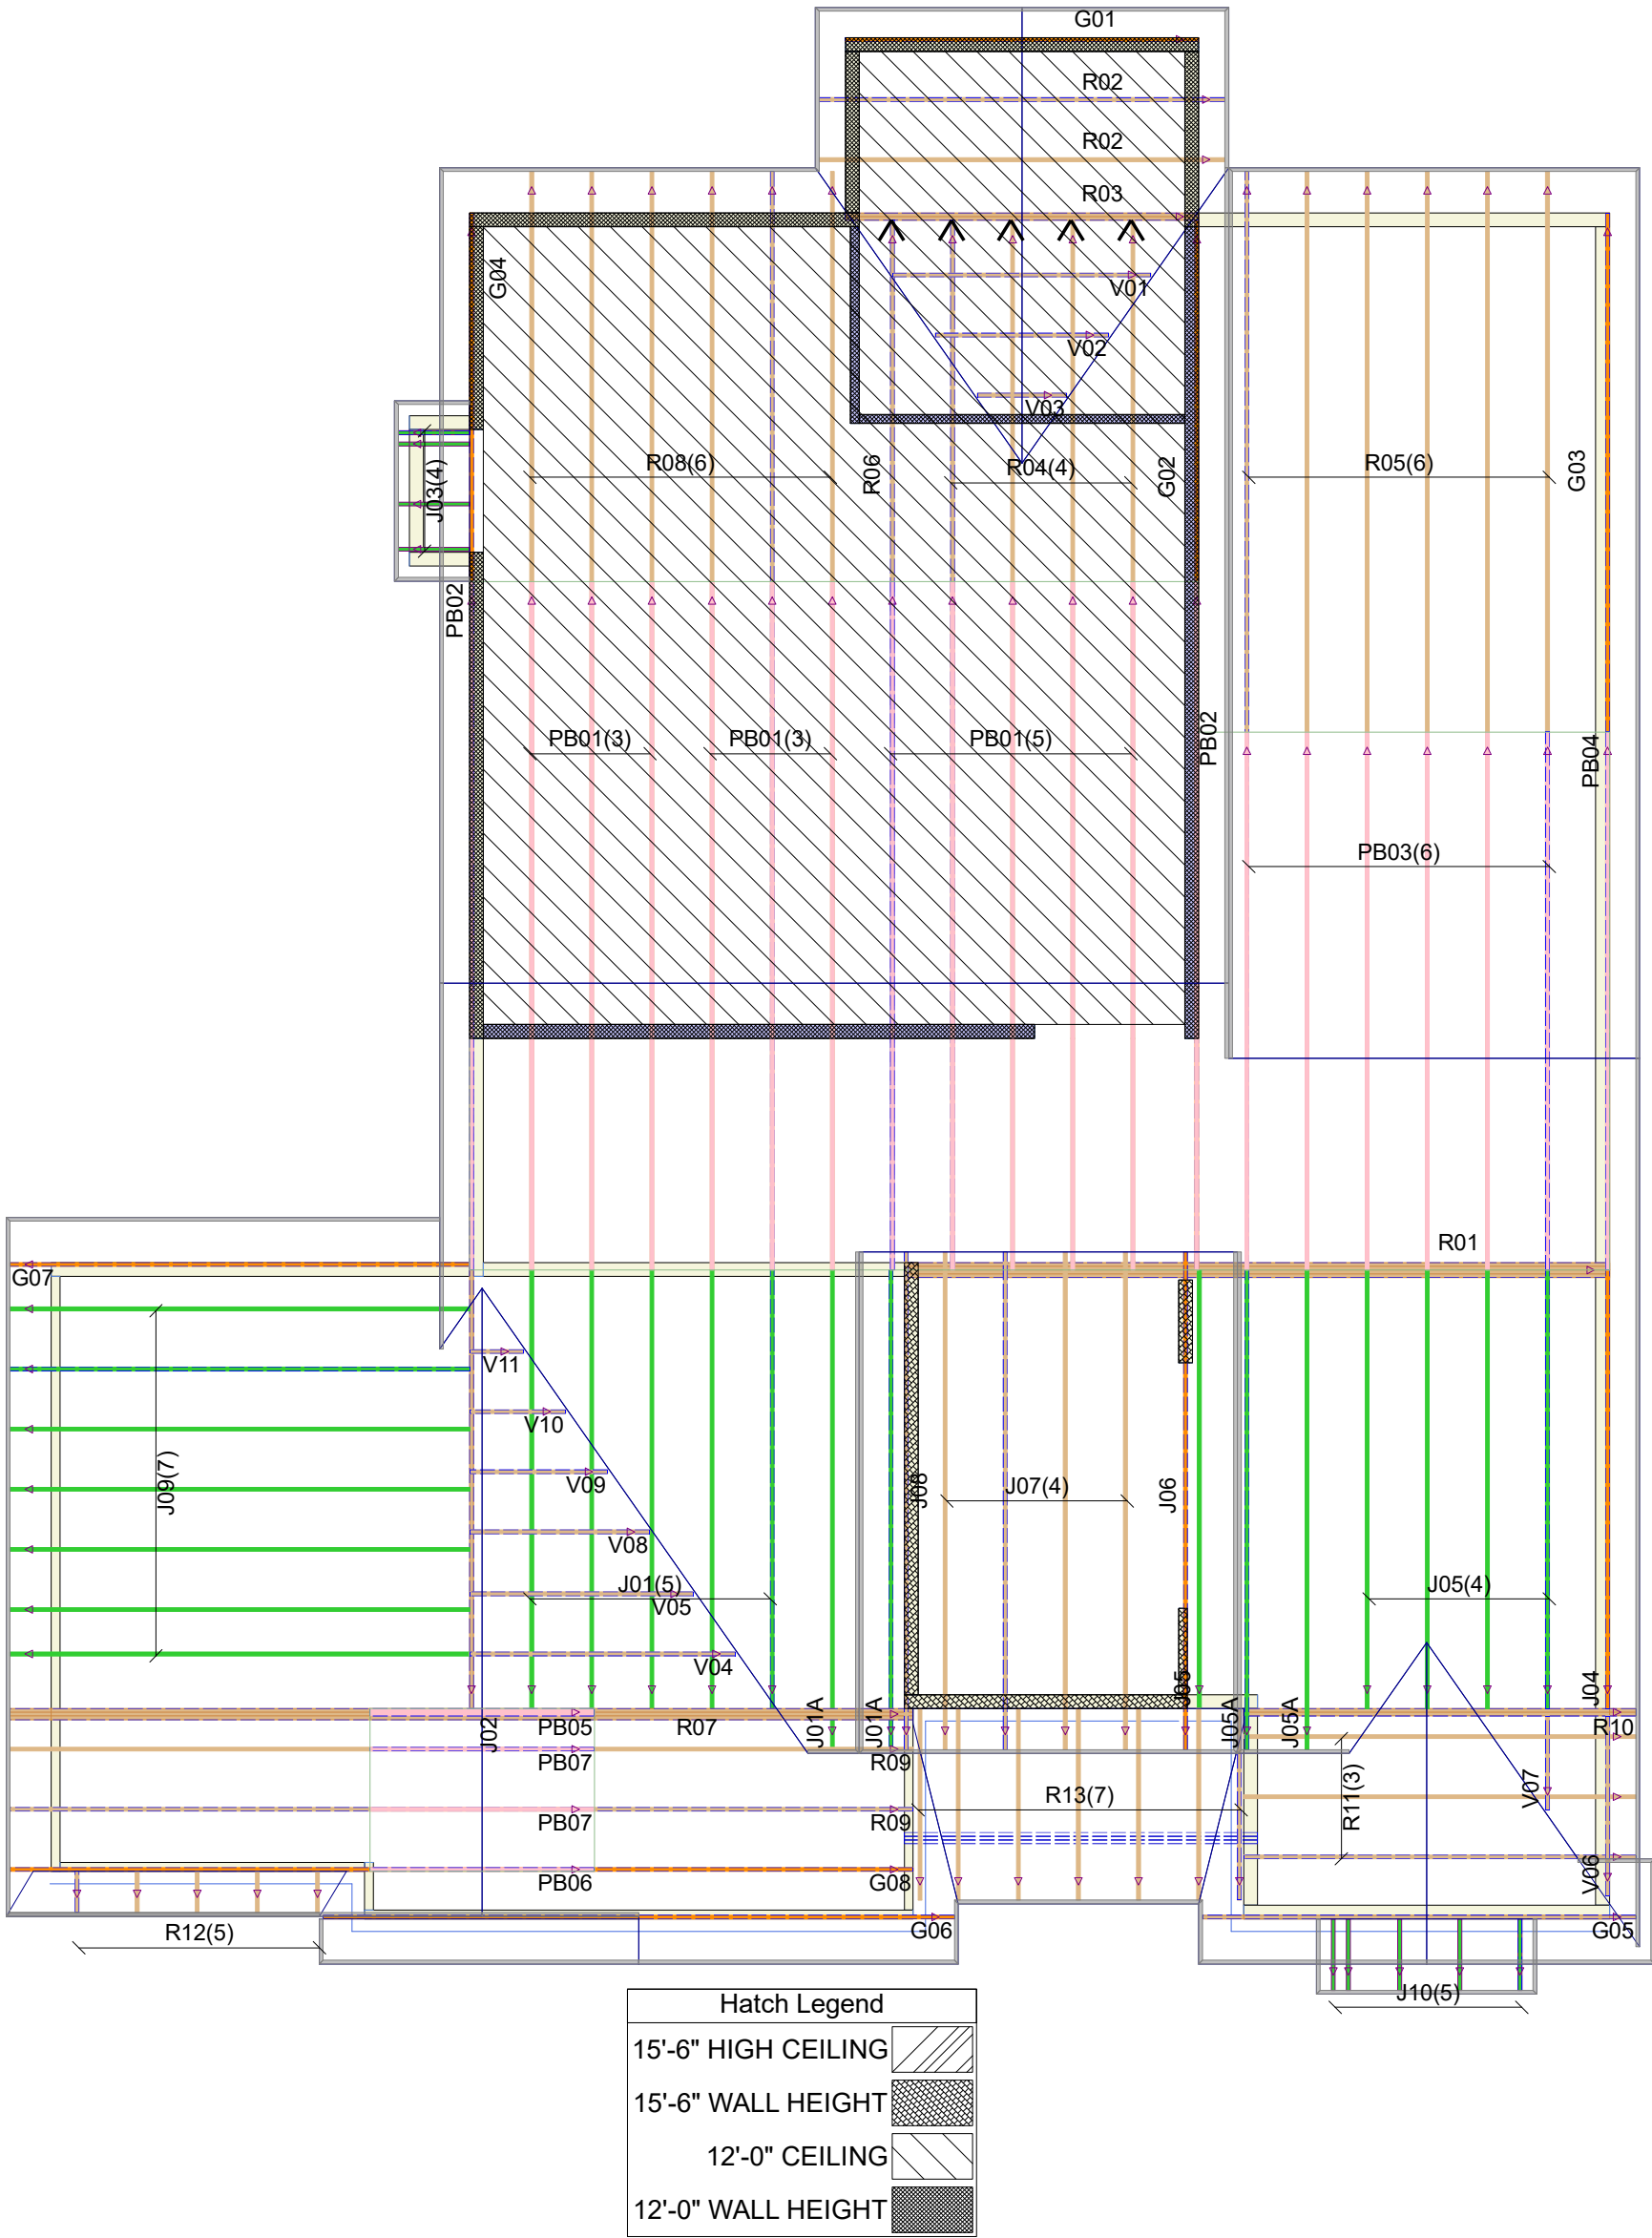 G01
R02
R02
R03
G04
V01
V02
V03
J03(4)
R08(6)
R06
R04(4)
G02
R05(6)
G03
PB02
PB01(3)
PB01(3)
PB01(5)
PB02
PB04
PB03(6)
R01
G07
V11
V10
V09
V08
J09(7)
J08
J07(4)
J06
J01(5)
V05
J05(4)
V04
J05
J04
J02
PB05
R07
J01A
J01A
J05A
J05A
R10
PB07
R09
R13(7)
R11(3)
V07
PB07
R09
PB06
G08
V06
R12(5)
G06
G05
J10(5)
Hatch Legend
15'-6" HIGH CEILING
15'-6" WALL HEIGHT
12'-0" CEILING
12'-0" WALL HEIGHT